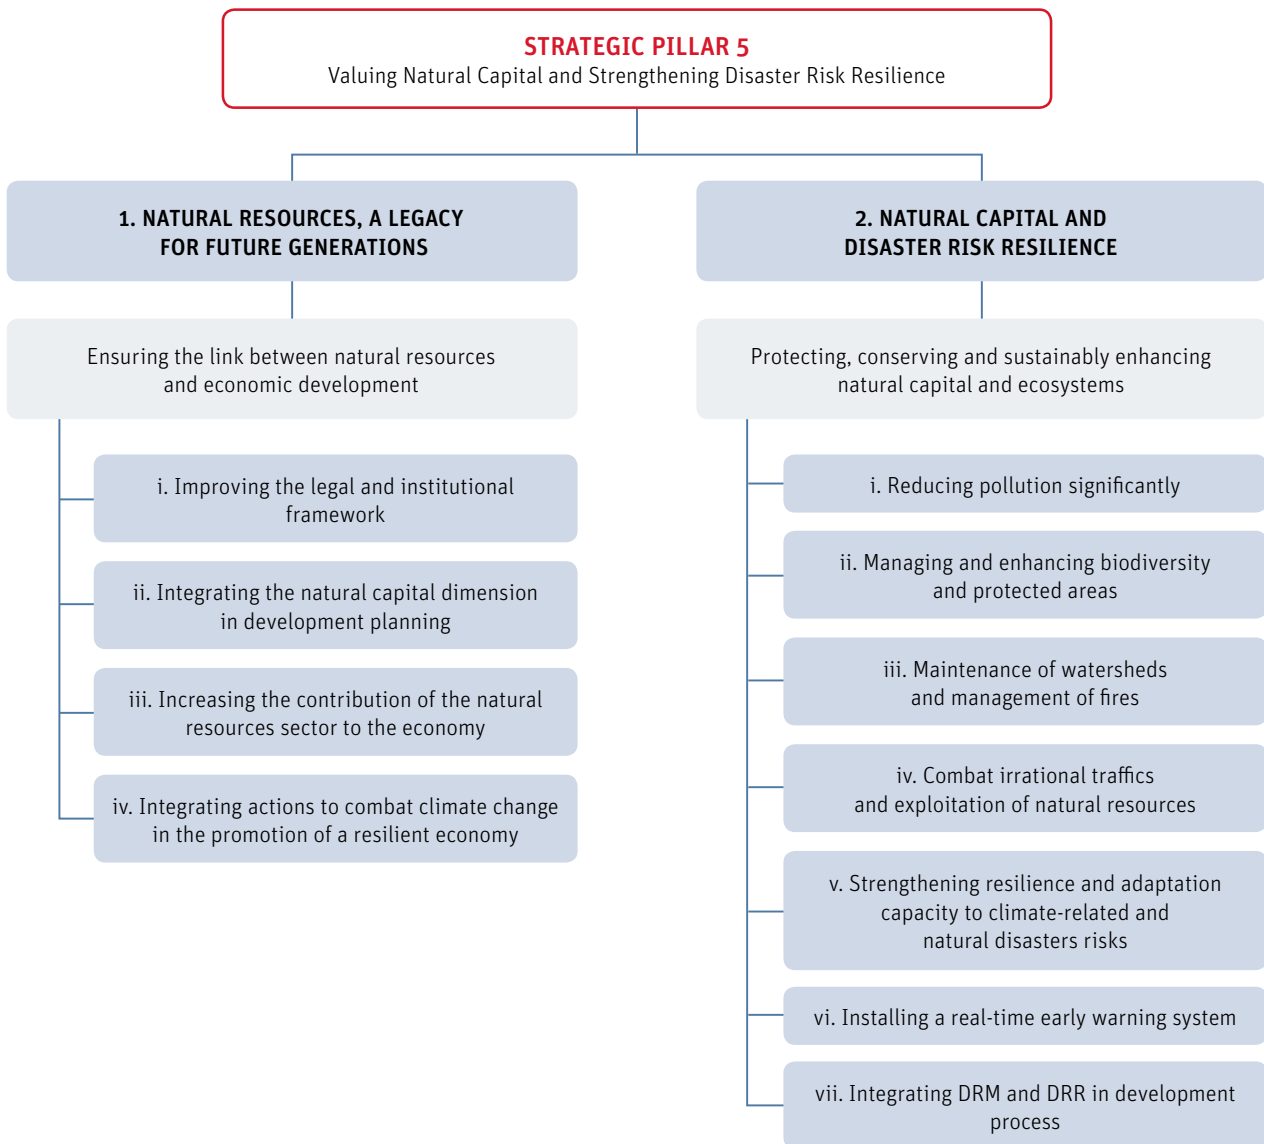 STRATEGIC PILLAR 5
Valuing Natural Capital and Strengthening Disaster Risk Resilience
1. NATURAL RESOURCES, A LEGACY
FOR FUTURE GENERATIONS
Ensuring the link between natural resources
and economic development
i. Improving the legal and institutional
framework
ii. Integrating the natural capital dimension
in development planning
iii. Increasing the contribution of the natural
resources sector to the economy
iv. Integrating actions to combat climate change
in the promotion of a resilient economy
2. NATURAL CAPITAL AND
DISASTER RISK RESILIENCE
Protecting, conserving and sustainably enhancing
natural capital and ecosystems
i. Reducing pollution significantly
ii. Managing and enhancing biodiversity
and protected areas
iii. Maintenance of watersheds
and management of fires
iv. Combat irrational traffics
and exploitation of natural resources
v. Strengthening resilience and adaptation
capacity to climate-related and
natural disasters risks
vi. Installing a real-time early warning system
vii. Integrating DRM and DRR in development
process